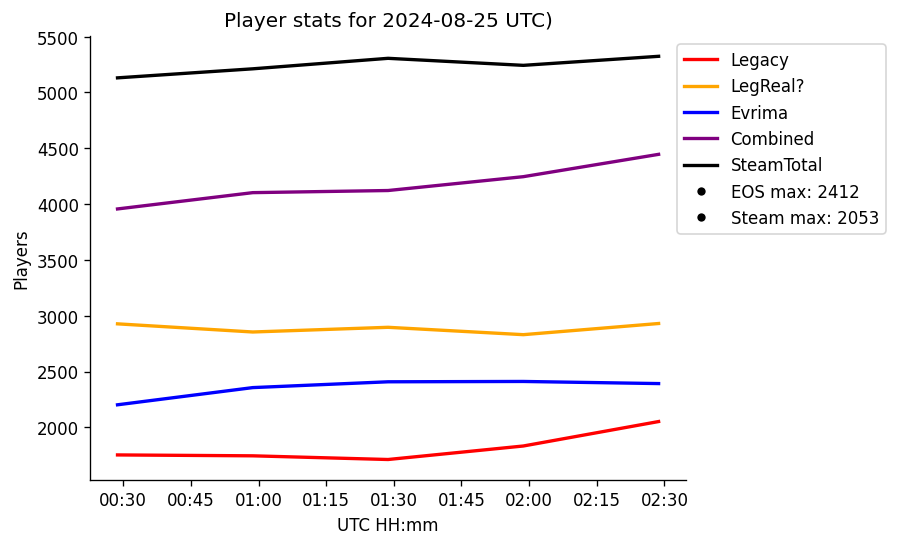 Player stats for 2024-08-25 UTC)
5500
5000
4500
4000
3500
3000
2500
2000
Players
00:30 00:45 01:00 01:15 01:30 01:45 02:00 02:15 02:30
UTC HH:mm
Legacy
LegReal?
Evrima
Combined
SteamTotal
EOS max: 2412
Steam max: 2053